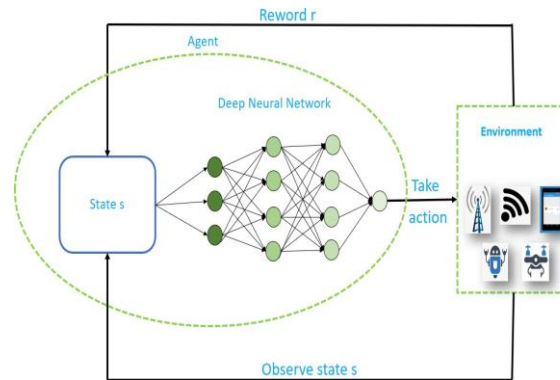 Reword r
Agent
Deep Neural Network
Environment
State s
Take
action
Observe state s